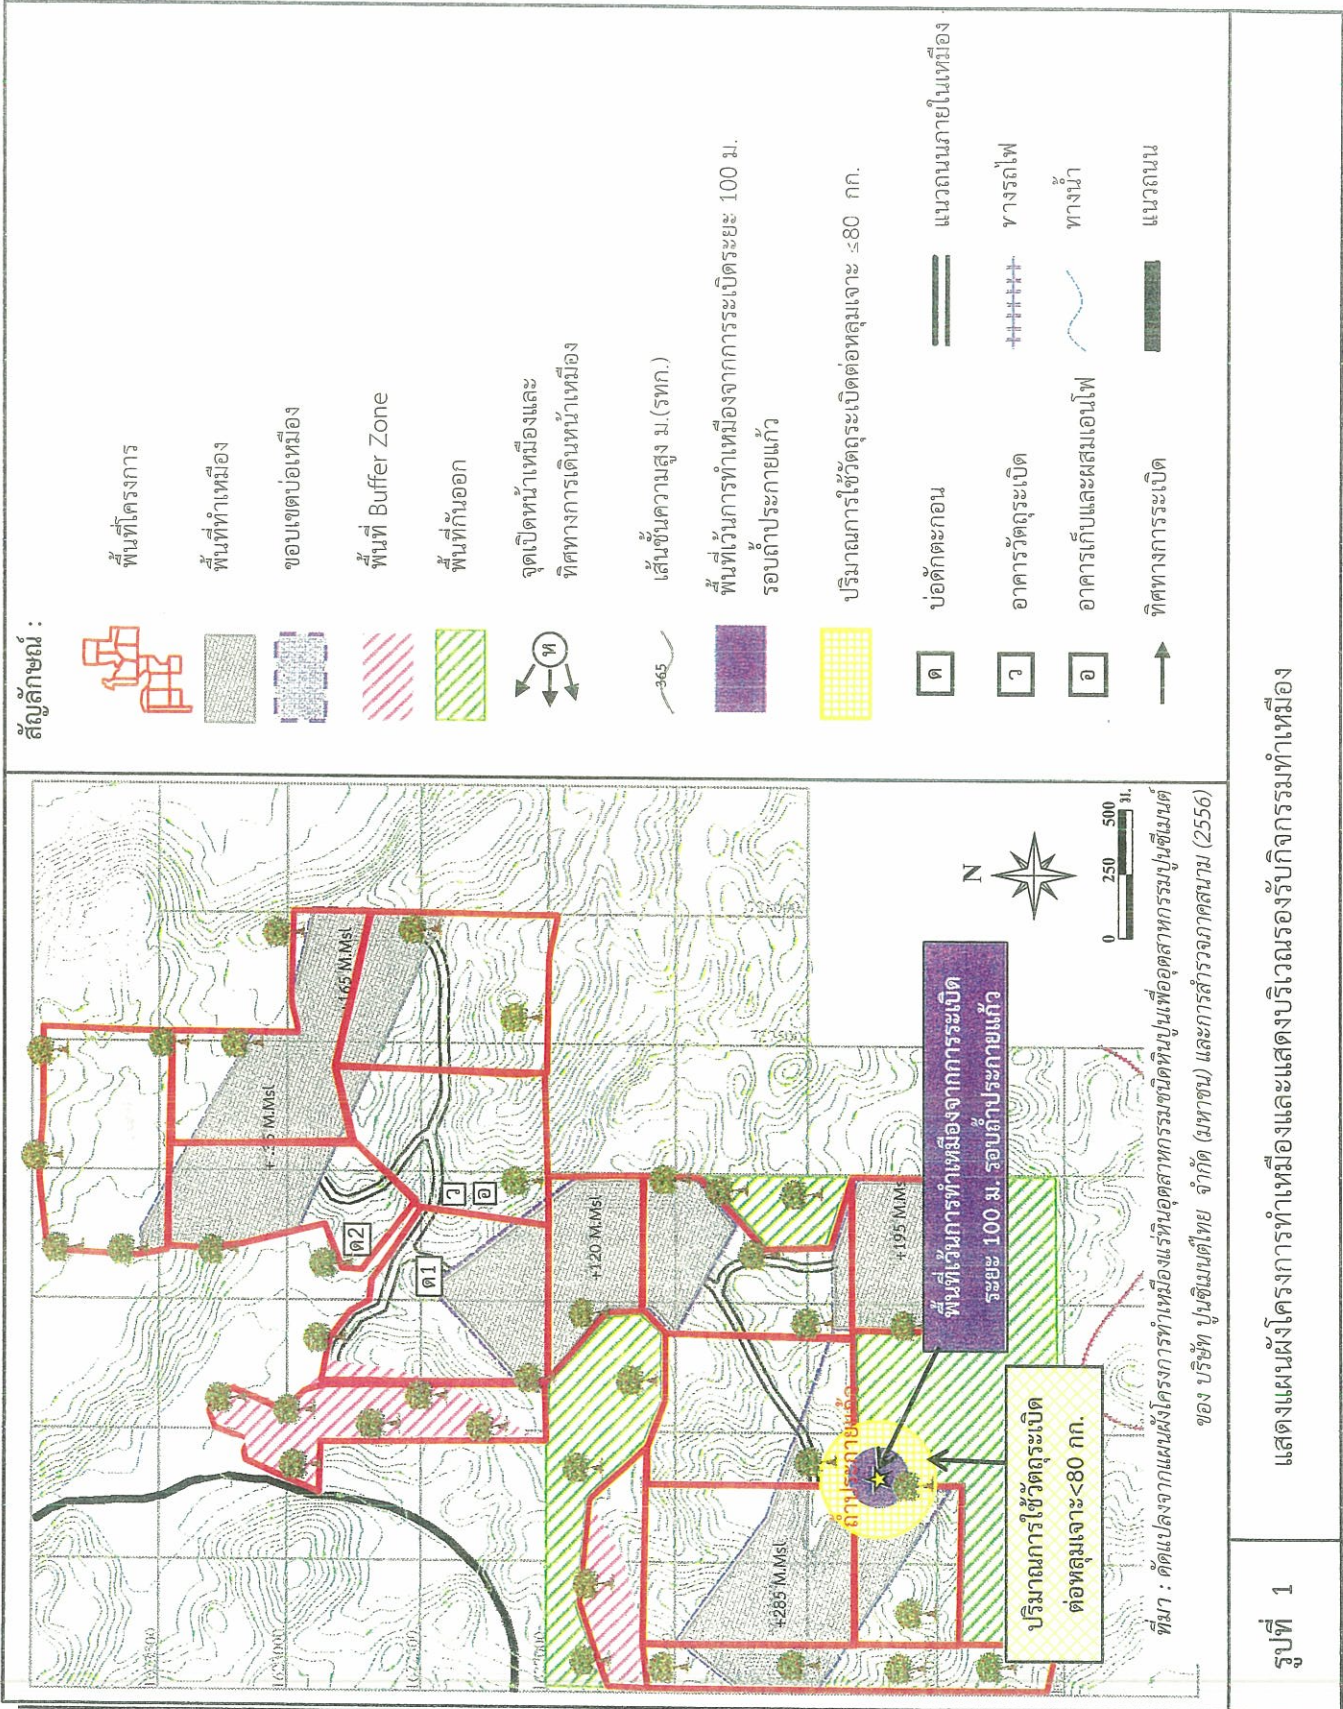 สัญลักษณ์ :
พื้นที่โครงการ
พื้นที่ทำเหมือง
ขอบเขตบ่อเหมือง
พื้นที่ Buffer Zone
พื้นที่กันออก
ห
จุดเปิดหน้าเหมืองและ
ทิศทางการเดินหน้าเหมือง
365
เส้นชั้นความสูง ม.(รทก.)
พื้นที่เว้นการทำเหมืองจากการระเบิดระยะ 100 ม.
รอบถ้ำประกายแก้ว
ปริมาณการใช้วัตถุระเบิดต่อหลุมเจาะ ≤80 กก.
ด
บ่อดักตะกอน
แนวถนนภายในเหมือง
ว
อาคารวัตถุระเบิด
ทางรถไฟ
อ
อาคารเก็บและผสมเอนโฟ
ทางน้ำ
ทิศทางการระเบิด
แนวถนน
165 M.Msl
ด2
ว
อ
ด1
+120 M.Msl
+195 M.Ms
ถ้ำประกายแก้ว
+285 M.Msl
พื้นที่เว้นการทำเหมืองจากการระเบิด
ระยะ 100 ม. รอบถ้ำประกายแก้ว
ปริมาณการใช้วัตถุระเบิด
ต่อหลุมเจาะ<80 กก.
N
0 250 500 ม.
ที่มา : ดัดแปลงจากแผนผังโครงการทำเหมืองแร่หินอุตสาหกรรมชนิดหินปูนเพื่ออุตสาหกรรมปูนซีเมนต์
ของ บริษัท ปูนซีเมนต์ไทย จำกัด (มหาชน) และการสำรวจภาคสนาม (2556)
รูปที่ 1
แสดงแผนผังโครงการทำเหมืองและแสดงบริเวณรองรับกิจกรรมทำเหมือง